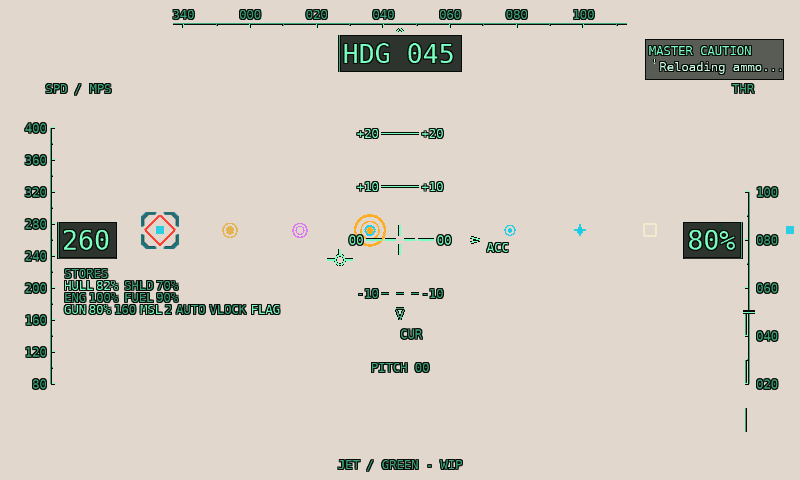 340 000 020 040 060 080 100
HDG 045
MASTER CAUTION
'Reloading ammo...
SPD / MPS
THR
400
360
320
280
240
200
160
120
80
+20 +20
+10 +10
00 00
-10 -10
ACC
CUR
PITCH 00
260
80%
100
080
060
040
020
STORES
HULL 82% SHLD 70%
ENG 100% FUEL 90%
GUN 80% 160 MSL 2 AUTO VLOCK FLAG
JET / GREEN - WIP